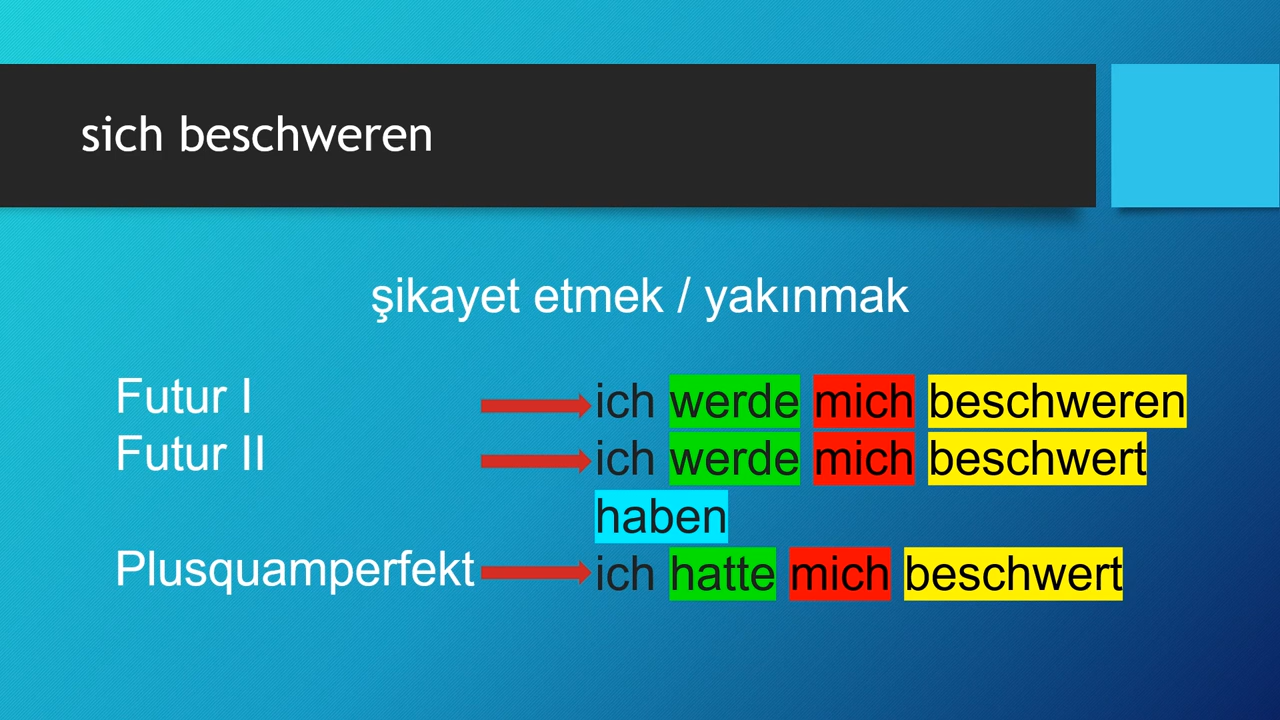 sich beschweren
şikayet etmek / yakınmak
Futur I ich werde mich beschweren
Futur II ich werde mich beschwert
haben
Plusquamperfekt ich hatte mich beschwert